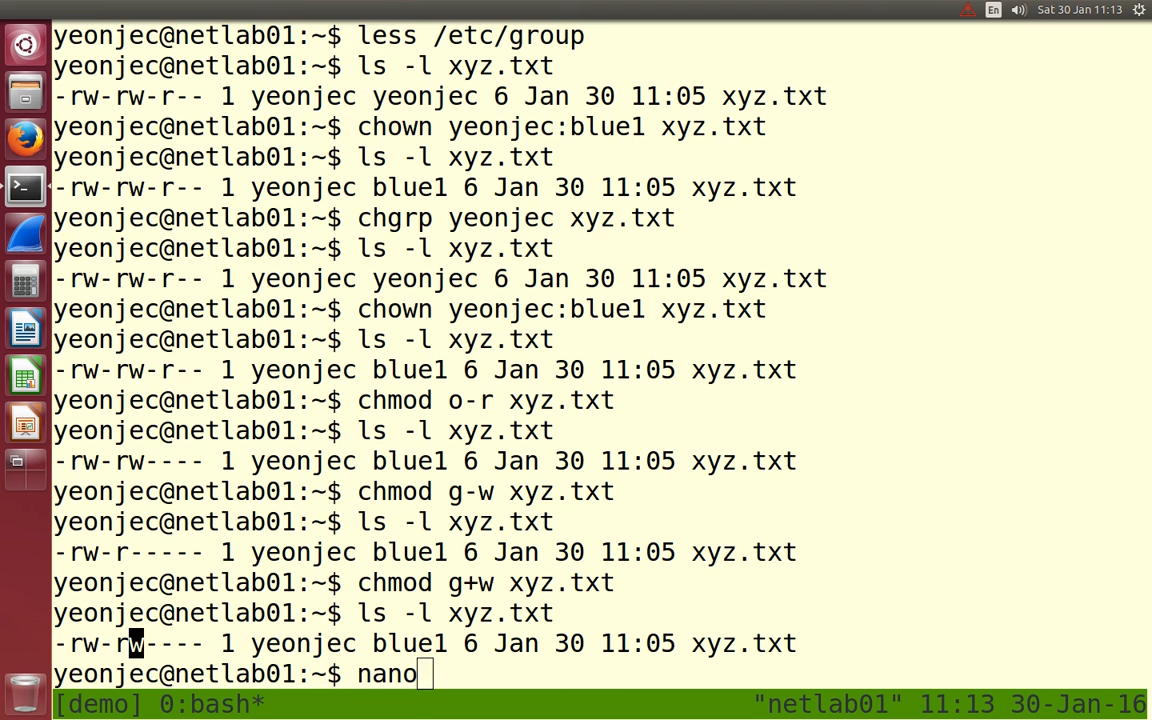 En Sat 30 Jan 11:13
yeonjec@netlab01:~$ less /etc/group
yeonjec@netlab01:~$ ls -l xyz.txt
-rw-rw-r-- 1 yeonjec yeonjec 6 Jan 30 11:05 xyz.txt
yeonjec@netlab01:~$ chown yeonjec:blue1 xyz.txt
yeonjec@netlab01:~$ ls -l xyz.txt
-rw-rw-r-- 1 yeonjec blue1 6 Jan 30 11:05 xyz.txt
yeonjec@netlab01:~$ chgrp yeonjec xyz.txt
yeonjec@netlab01:~$ ls -l xyz.txt
-rw-rw-r-- 1 yeonjec yeonjec 6 Jan 30 11:05 xyz.txt
yeonjec@netlab01:~$ chown yeonjec:blue1 xyz.txt
yeonjec@netlab01:~$ ls -l xyz.txt
-rw-rw-r-- 1 yeonjec blue1 6 Jan 30 11:05 xyz.txt
yeonjec@netlab01:~$ chmod o-r xyz.txt
yeonjec@netlab01:~$ ls -l xyz.txt
-rw-rw---- 1 yeonjec blue1 6 Jan 30 11:05 xyz.txt
yeonjec@netlab01:~$ chmod g-w xyz.txt
yeonjec@netlab01:~$ ls -l xyz.txt
-rw-r----- 1 yeonjec blue1 6 Jan 30 11:05 xyz.txt
yeonjec@netlab01:~$ chmod g+w xyz.txt
yeonjec@netlab01:~$ ls -l xyz.txt
-rw-rw---- 1 yeonjec blue1 6 Jan 30 11:05 xyz.txt
yeonjec@netlab01:~$ nano
[demo] 0:bash* "netlab01" 11:13 30-Jan-16